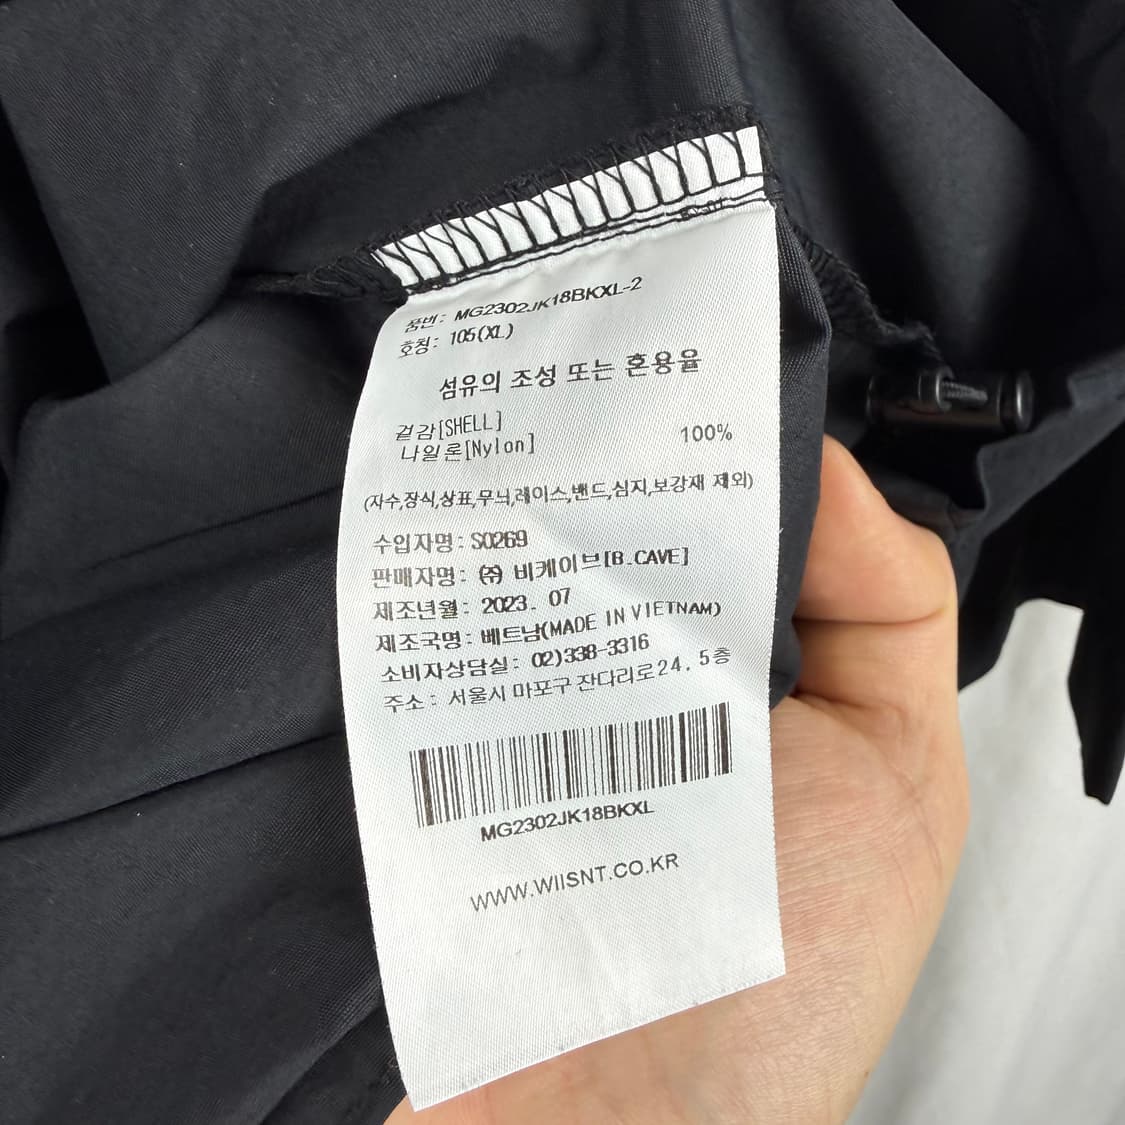 품번: MG2302JK18BKXL-2
호칭: 105(XL)
섬유의 조성 또는 혼용율
겉감[SHELL]
나일론[Nylon] 100%
(자수,장식,상표,무늬,레이스,밴드,심지,보강재 제외)
수입자명: S0269
판매자명: ㈜ 비케이브[B.CAVE]
제조년월: 2023. 07
제조국명: 베트남(MADE IN VIETNAM)
소비자상담실: 02)338-3316
주소: 서울시 마포구 잔다리로24, 5층
MG2302JK18BKXL
WWW.WIISNT.CO.KR